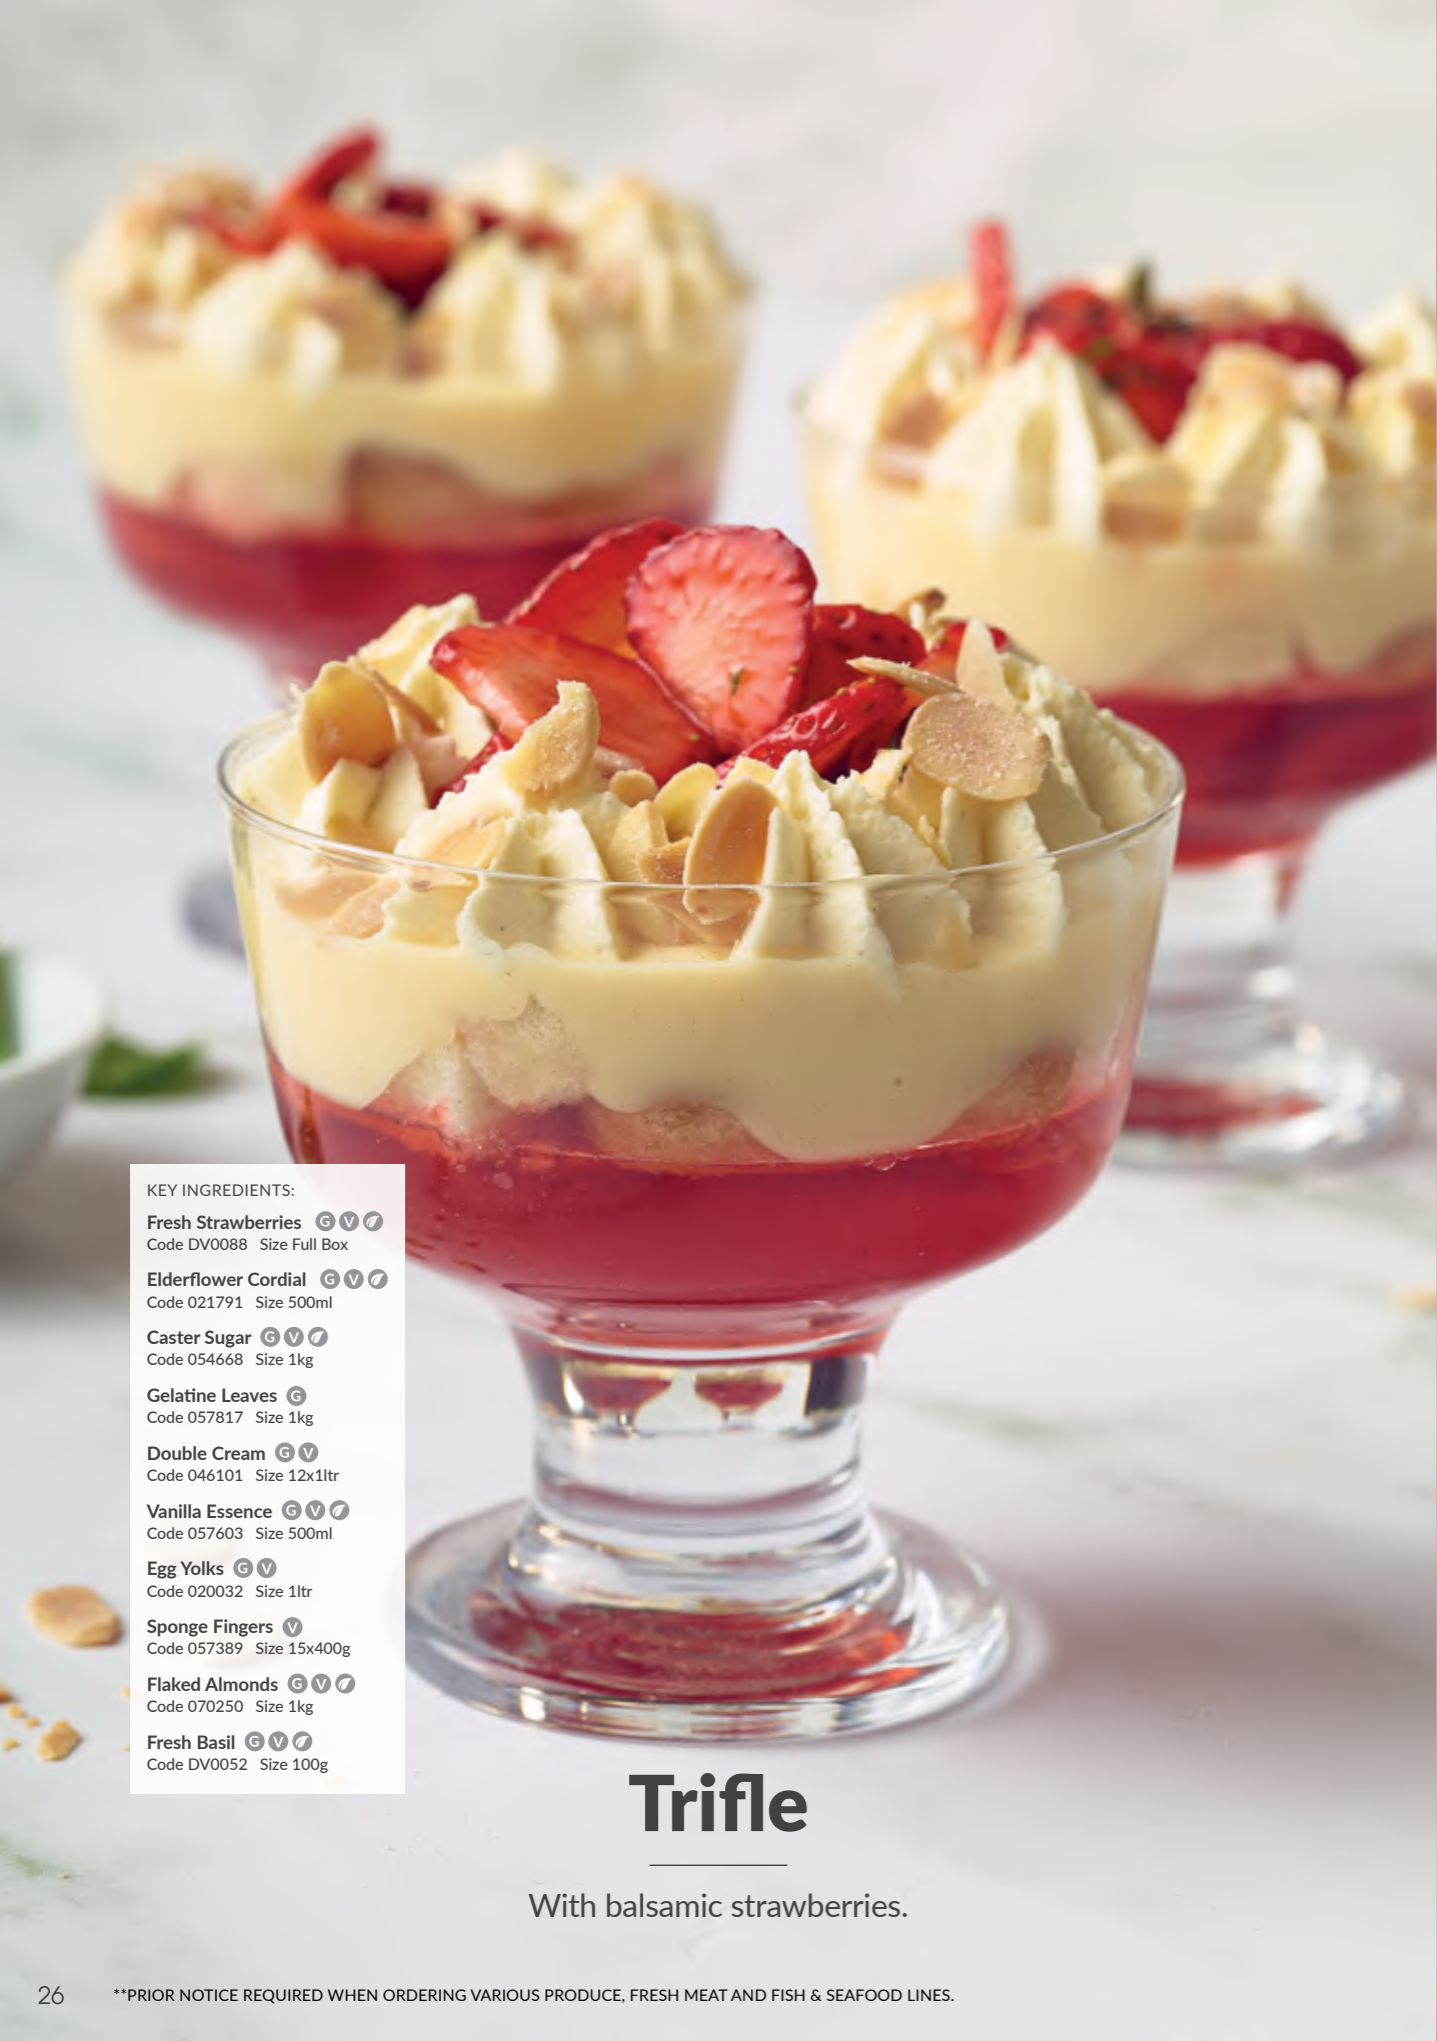 KEY INGREDIENTS:
Fresh Strawberries G V
Code DV0088 Size Full Box
Elderflower Cordial G V
Code 021791 Size 500ml
Caster Sugar G V
Code 054668 Size 1kg
Gelatine Leaves G
Code 057817 Size 1kg
Double Cream G V
Code 046101 Size 12x1ltr
Vanilla Essence G V
Code 057603 Size 500ml
Egg Yolks G V
Code 020032 Size 1ltr
Sponge Fingers V
Code 057389 Size 15x400g
Flaked Almonds G V
Code 070250 Size 1kg
Fresh Basil G V
Code DV0052 Size 100g
Trifle
With balsamic strawberries.
26 **PRIOR NOTICE REQUIRED WHEN ORDERING VARIOUS PRODUCE, FRESH MEAT AND FISH & SEAFOOD LINES.